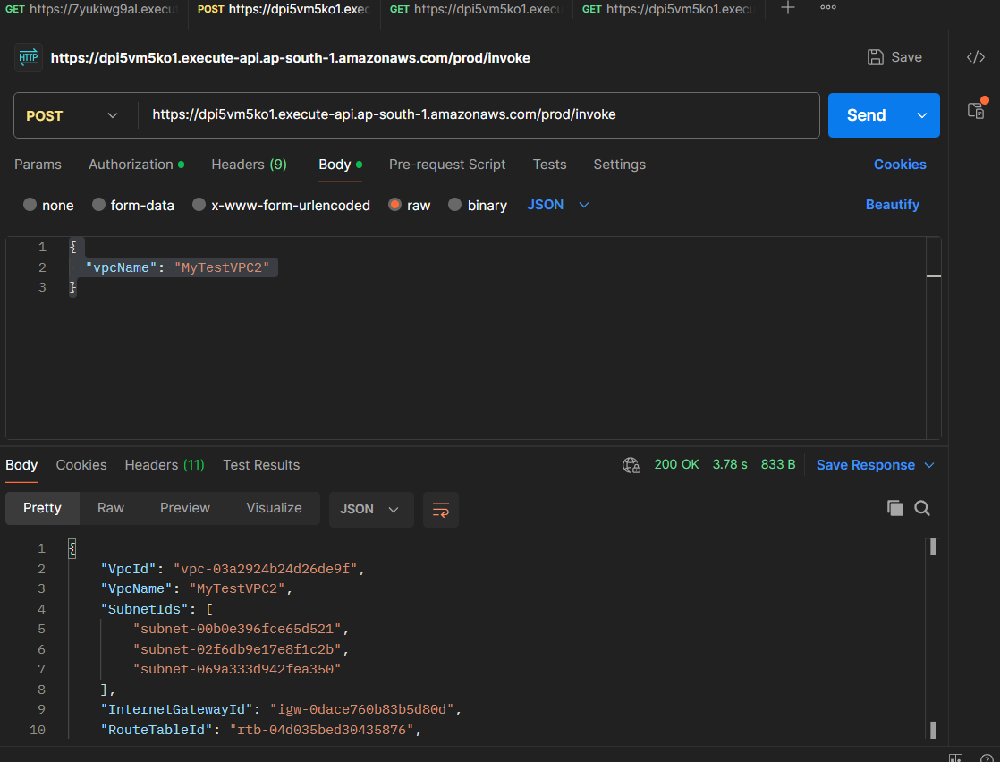 GET https://7yukiwg9al.execu
POST https://dpi5vm5ko1.exec
GET https://dpi5vm5ko1.execu
GET https://dpi5vm5ko1.execu
HTTP https://dpi5vm5ko1.execute-api.ap-south-1.amazonaws.com/prod/invoke
Save
</>
POST https://dpi5vm5ko1.execute-api.ap-south-1.amazonaws.com/prod/invoke
Send
Params Authorization Headers (9) Body Pre-request Script Tests Settings Cookies
none form-data x-www-form-urlencoded raw binary JSON Beautify
1 {
2 "vpcName": "MyTestVPC2"
3 }
Body Cookies Headers (11) Test Results 200 OK 3.78 s 833 B Save Response
Pretty Raw Preview Visualize JSON
1 {
2 "VpcId": "vpc-03a2924b24d26de9f",
3 "VpcName": "MyTestVPC2",
4 "SubnetIds": [
5 "subnet-00b0e396fce65d521",
6 "subnet-02f6db9e17e8f1c2b",
7 "subnet-069a333d942fea350"
8 ],
9 "InternetGatewayId": "igw-0dace760b83b5d80d",
10 "RouteTableId": "rtb-04d035bed30435876",